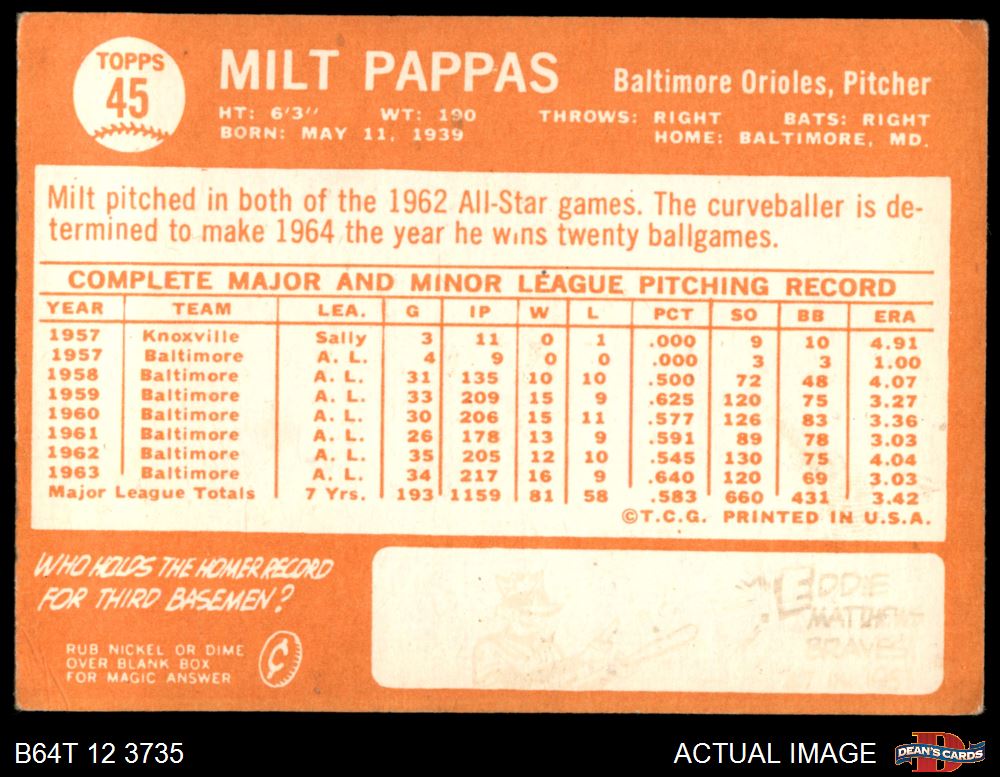 TOPPS
45
MILT PAPPAS
Baltimore Orioles, Pitcher
HT: 6'3" WT: 190 THROWS: RIGHT BATS: RIGHT
BORN: MAY 11, 1939 HOME: BALTIMORE, MD.
Milt pitched in both of the 1962 All-Star games. The curveballer is de-
termined to make 1964 the year he wins twenty ballgames.
COMPLETE MAJOR AND MINOR LEAGUE PITCHING RECORD
YEAR TEAM LEA. G IP W L PCT SO BB ERA
1957 Knoxville Sally 3 11 0 1 .000 9 10 4.91
1957 Baltimore A. L. 4 9 0 0 .000 3 3 1.00
1958 Baltimore A. L. 31 135 10 10 .500 72 48 4.07
1959 Baltimore A. L. 33 209 15 9 .625 120 75 3.27
1960 Baltimore A. L. 30 206 15 11 .577 126 83 3.36
1961 Baltimore A. L. 26 178 13 9 .591 89 78 3.03
1962 Baltimore A. L. 35 205 12 10 .545 130 75 4.04
1963 Baltimore A. L. 34 217 16 9 .640 120 69 3.03
Major League Totals 7 Yrs. 193 1159 81 58 .583 660 431 3.42
©T.C.G. PRINTED IN U.S.A.
WHO HOLDS THE HOMER RECORD
FOR THIRD BASEMEN?
RUB NICKEL OR DIME
OVER BLANK BOX
FOR MAGIC ANSWER
¢
EDDIE
MATTHEWS
BRAVES
B64T 12 3735
ACTUAL IMAGE
DEAN'S CARDS